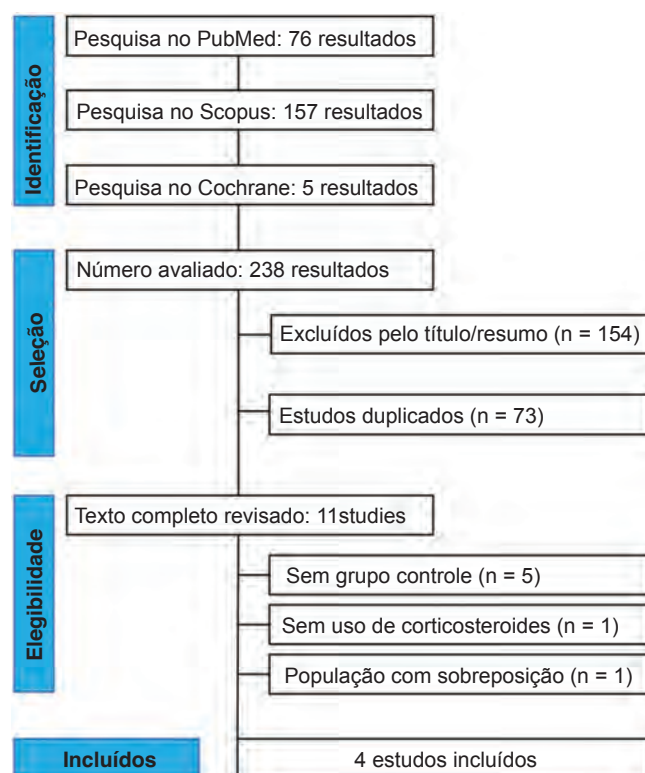 Identificação
Pesquisa no PubMed: 76 resultados
Pesquisa no Scopus: 157 resultados
Pesquisa no Cochrane: 5 resultados
Seleção
Número avaliado: 238 resultados
Excluídos pelo título/resumo (n = 154)
Estudos duplicados (n = 73)
Elegibilidade
Texto completo revisado: 11studies
Sem grupo controle (n = 5)
Sem uso de corticosteroides (n = 1)
População com sobreposição (n = 1)
Incluídos
4 estudos incluídos